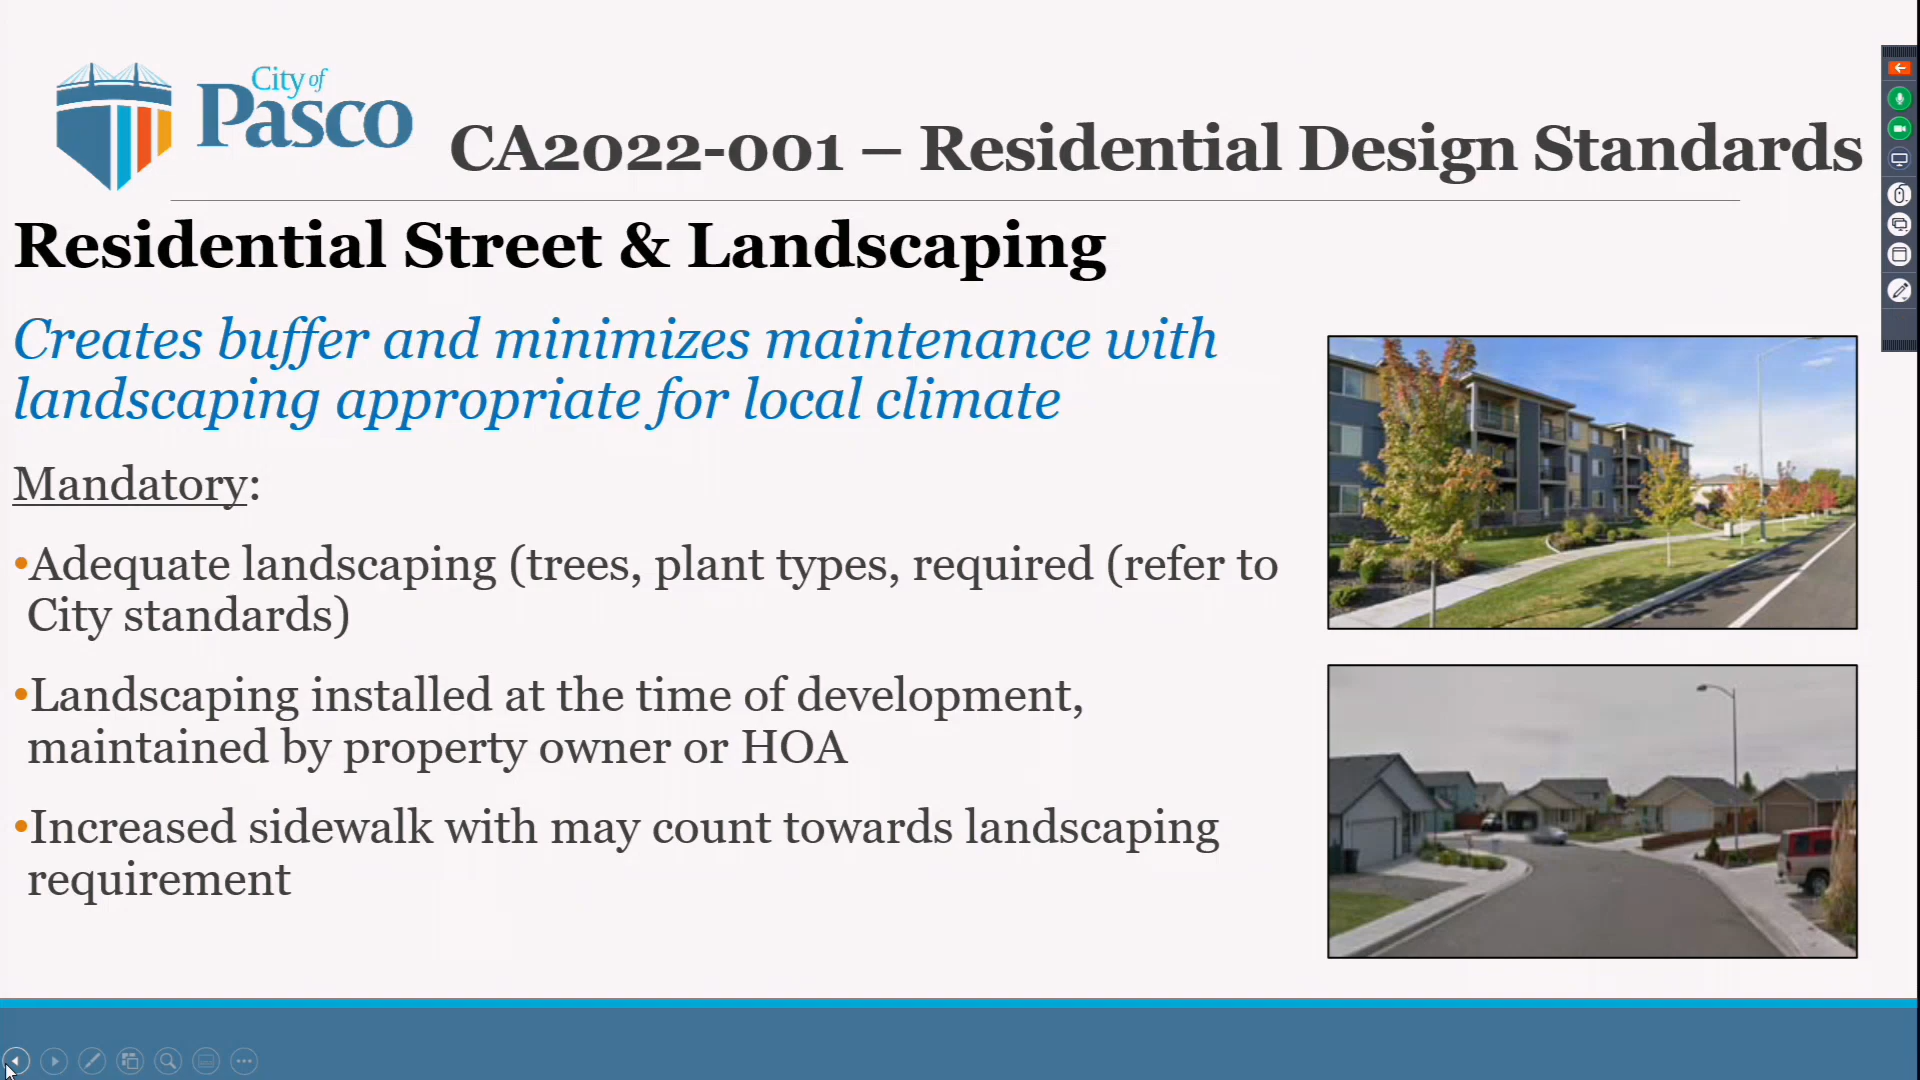 City of
Pasco
CA2022-001 – Residential Design Standards
Residential Street & Landscaping
Creates buffer and minimizes maintenance with
landscaping appropriate for local climate
Mandatory:
•Adequate landscaping (trees, plant types, required (refer to
City standards)
•Landscaping installed at the time of development,
maintained by property owner or HOA
•Increased sidewalk with may count towards landscaping
requirement